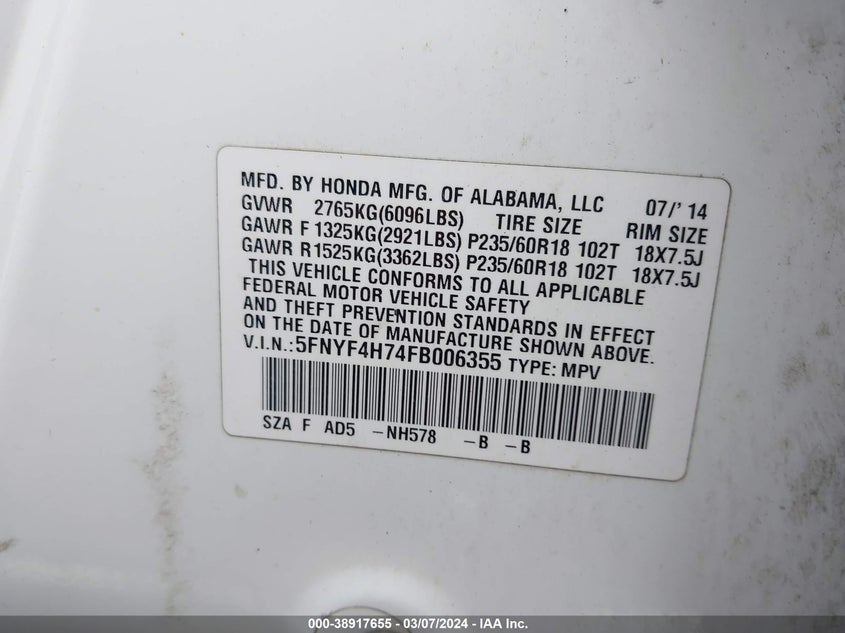 MFD. BY HONDA MFG. OF ALABAMA, LLC 07/'14
GVWR 2765KG(6096LBS) TIRE SIZE RIM SIZE
GAWR F 1325KG(2921LBS) P235/60R18 102T 18X7.5J
GAWR R1525KG(3362LBS) P235/60R18 102T 18X7.5J
THIS VEHICLE CONFORMS TO ALL APPLICABLE
FEDERAL MOTOR VEHICLE SAFETY
AND THEFT PREVENTION STANDARDS IN EFFECT
ON THE DATE OF MANUFACTURE SHOWN ABOVE.
V.I.N.:5FNYF4H74FB006355 TYPE: MPV
SZA F AD5 -NH578 -B -B
000-38917655 - 03/07/2024 - IAA Inc.